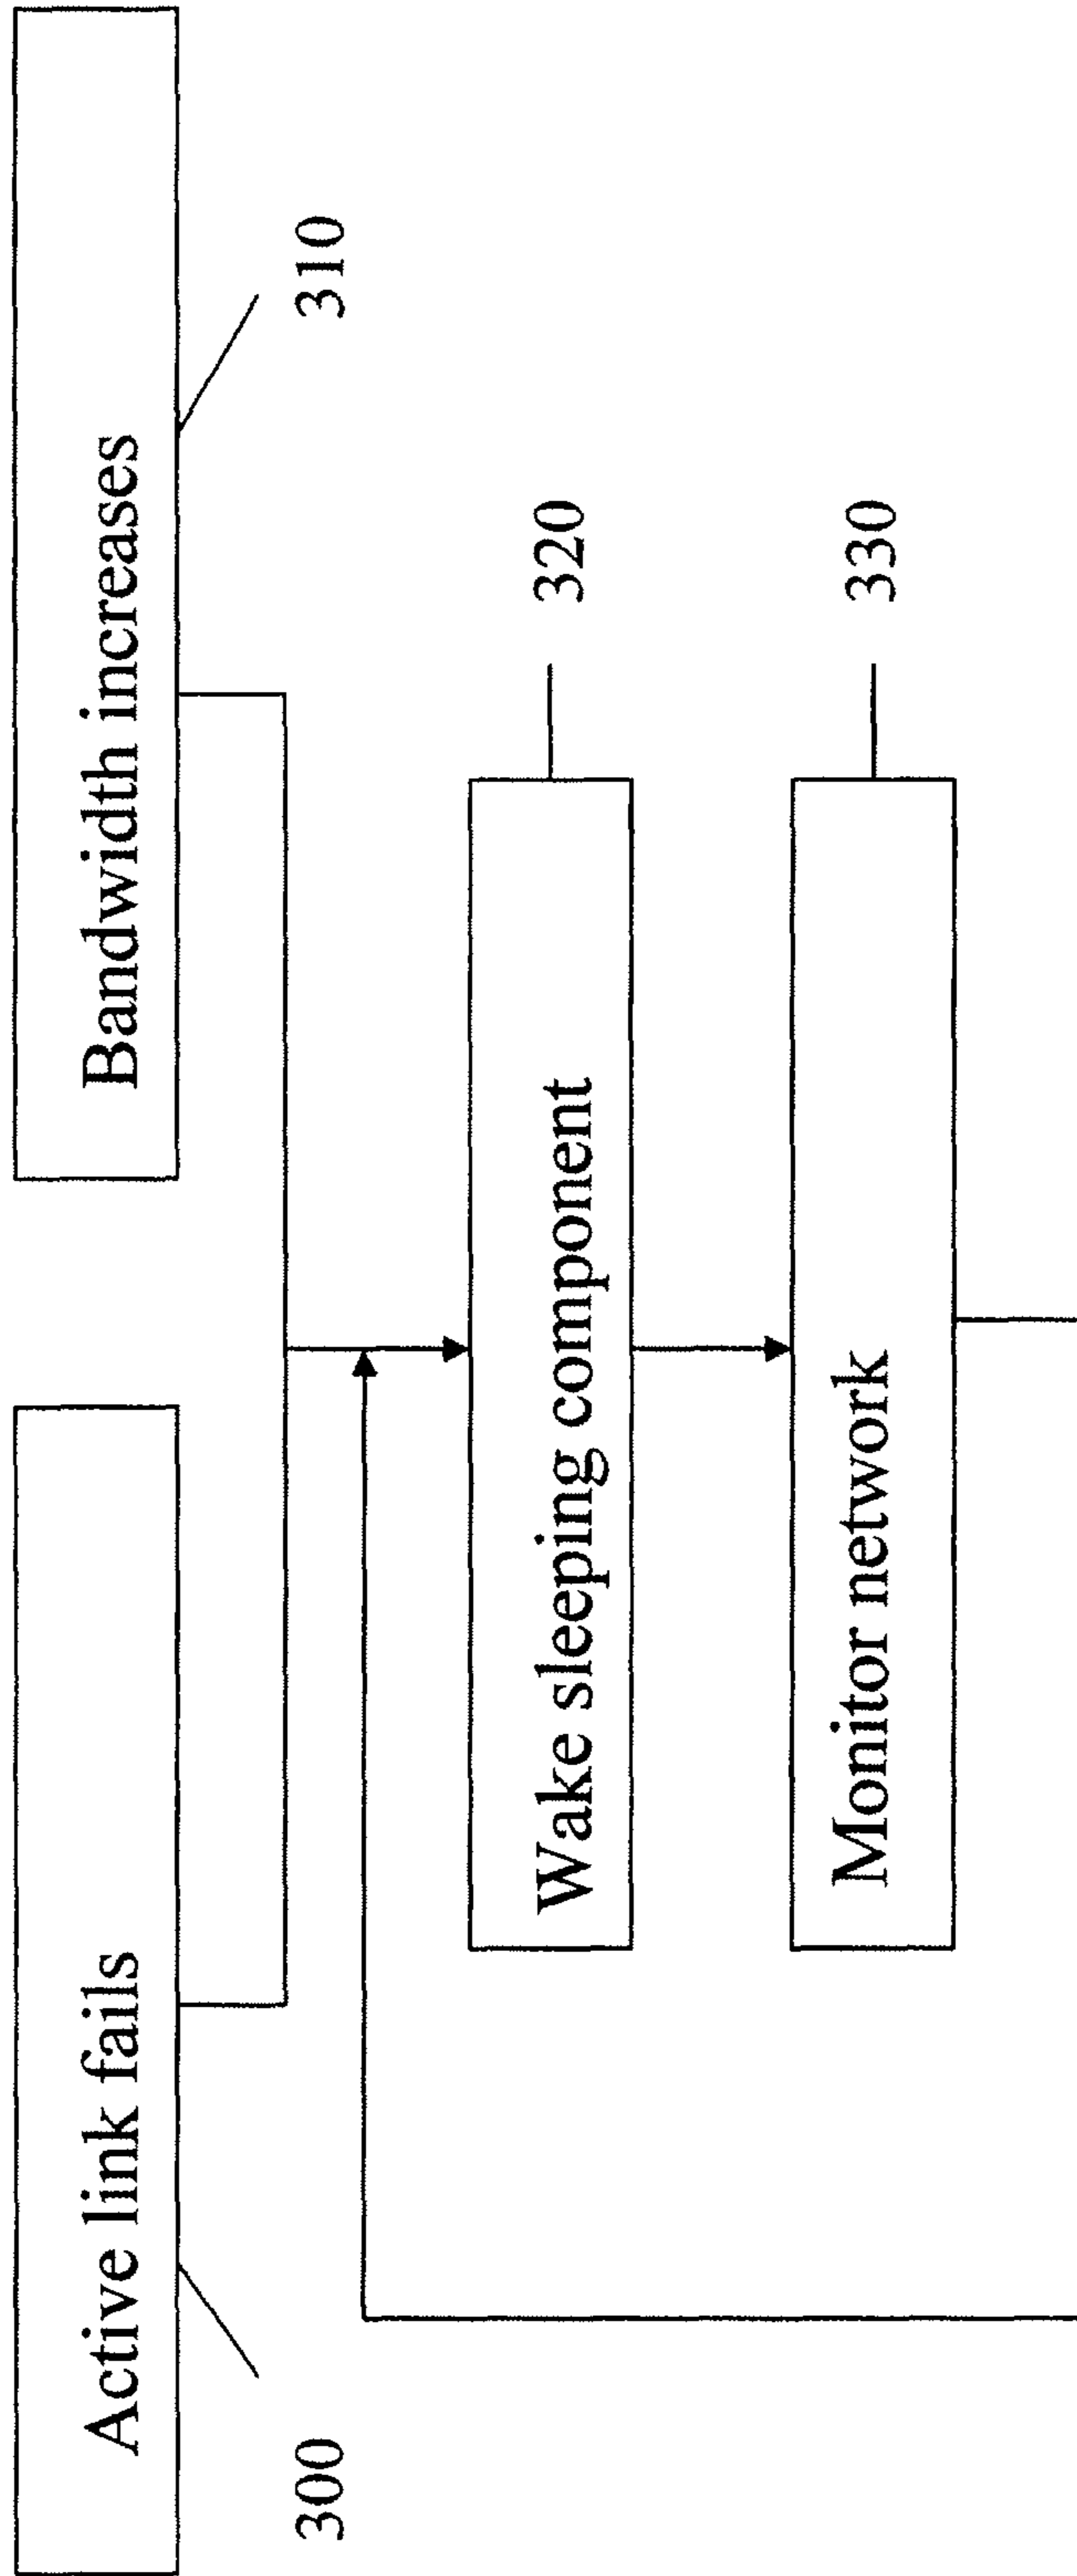 Active link fails
300
Bandwidth increases
310
Wake sleeping component
320
Monitor network
330